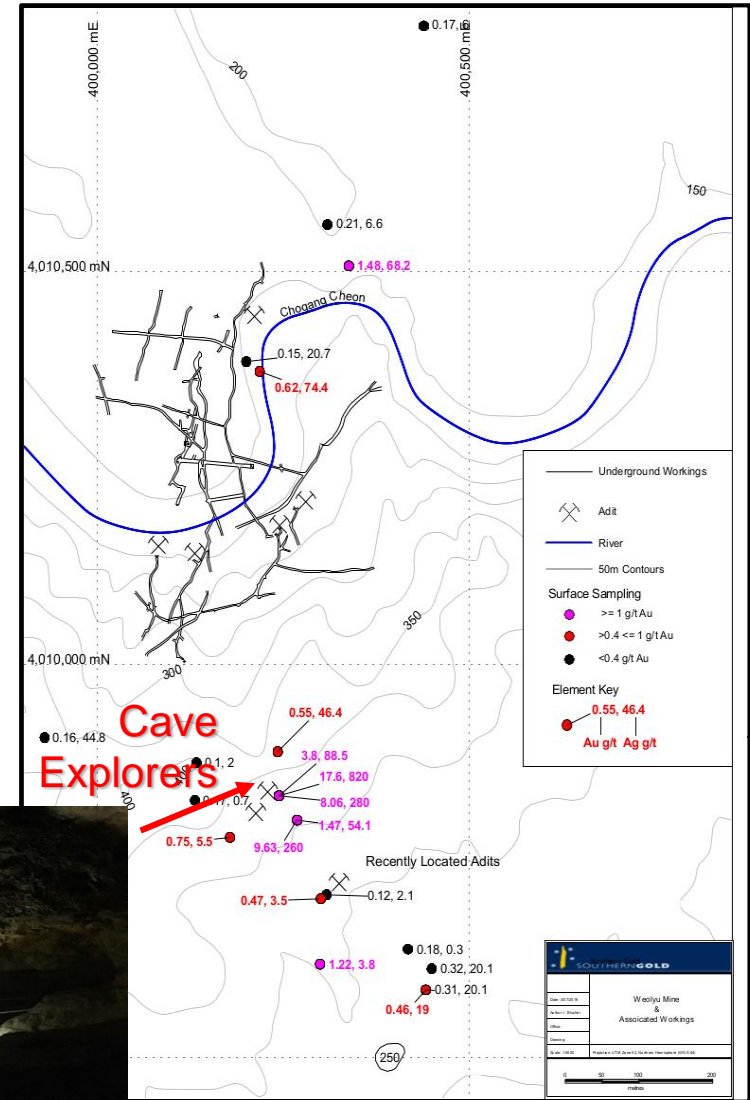 400,000 mE
400,500 mE
0.17, 6
200
0.21, 6.6
150
4,010,500 mN
1.48, 68.2
Chogang Cheon
0.15, 20.7
0.62, 74.4
Underground Workings
Adit
River
50m Contours
Surface Sampling
>= 1 g/t Au
>0.4 <= 1 g/t Au
<0.4 g/t Au
Element Key
0.55, 46.4
Au g/t Ag g/t
350
4,010,000 mN
300
Cave
Explorers
0.55, 46.4
0.16, 44.8
0.1, 2
3.8, 88.5
17.6, 820
8.06, 280
400
1.47, 54.1
9.63, 260
0.75, 5.5
Recently Located Adits
0.47, 3.5
0.12, 2.1
0.18, 0.3
1.22, 3.8
0.32, 20.1
0.31, 20.1
0.46, 19
250
SOUTHERNGOLD
Weolyu Mine
&
Assoicated Workings
0 50 100 200
metres